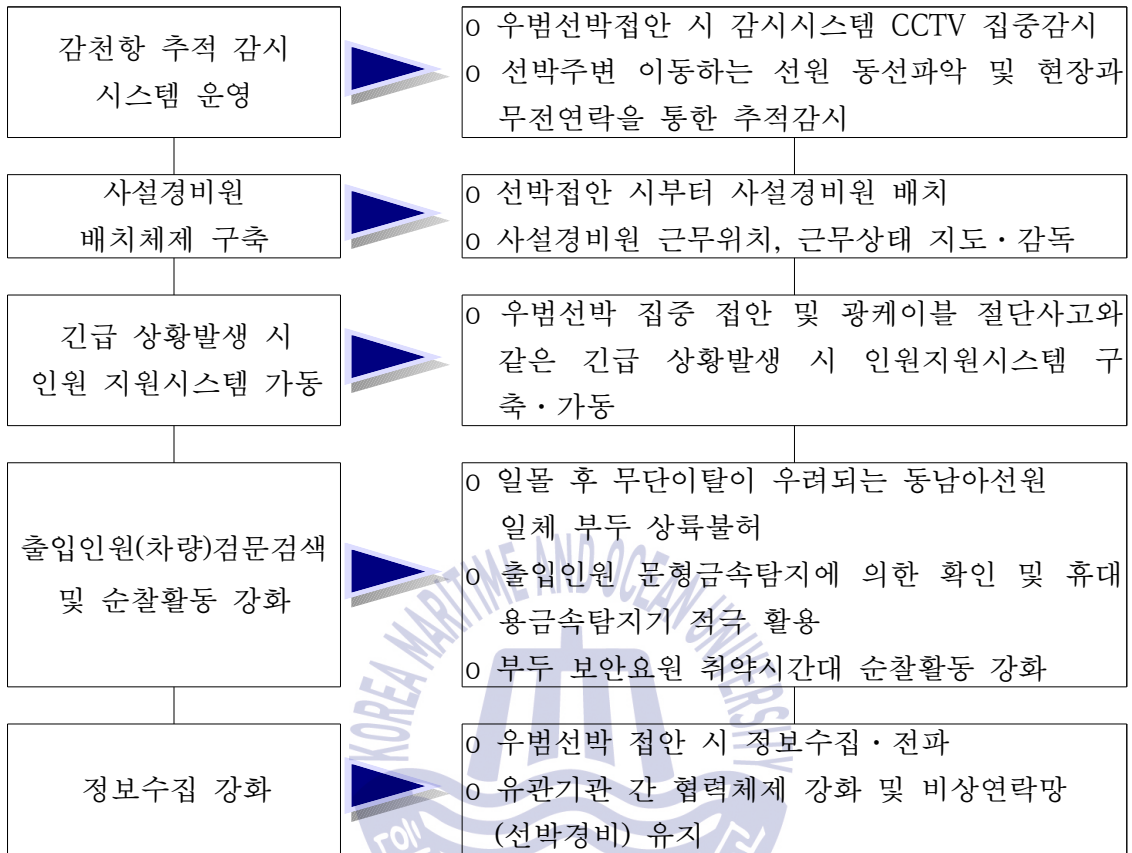 감천항 추적 감시
시스템 운영
o 우범선박접안 시 감시시스템 CCTV 집중감시
o 선박주변 이동하는 선원 동선파악 및 현장과
무전연락을 통한 추적감시
사설경비원
배치체제 구축
o 선박접안 시부터 사설경비원 배치
o 사설경비원 근무위치, 근무상태 지도·감독
긴급 상황발생 시
인원 지원시스템 가동
o 우범선박 집중 접안 및 광케이블 절단사고와
같은 긴급 상황발생 시 인원지원시스템 구
축·가동
출입인원(차량)검문검색
및 순찰활동 강화
o 일몰 후 무단이탈이 우려되는 동남아선원
일체 부두 상륙불허
o 출입인원 문형금속탐지에 의한 확인 및 휴대
용금속탐지기 적극 활용
o 부두 보안요원 취약시간대 순찰활동 강화
정보수집 강화
o 우범선박 접안 시 정보수집·전파
o 유관기관 간 협력체제 강화 및 비상연락망
(선박경비) 유지
KOREA MARITIME AND OCEAN UNIVERSITY